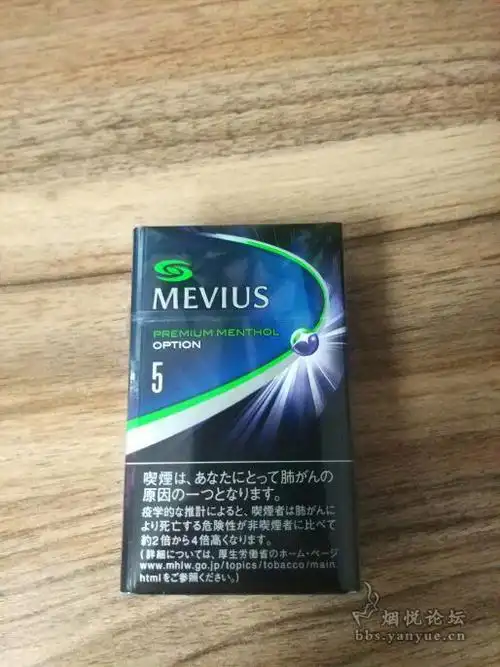 MEVIUS
PREMIUM MENTHOL
OPTION
5
喫煙は、あなたにとって肺がんの
原因の一つとなります。
疫学的な推計によると、喫煙者は肺がんに
より死亡する危険性が非喫煙者に比べて
約2倍から4倍高くなります。
(詳細については、厚生労働省のホーム・ページ
www.mhlw.go.jp/topics/tobacco/main.
htmlをご参照ください。)
烟悦论坛
bbs.yanyue.cn